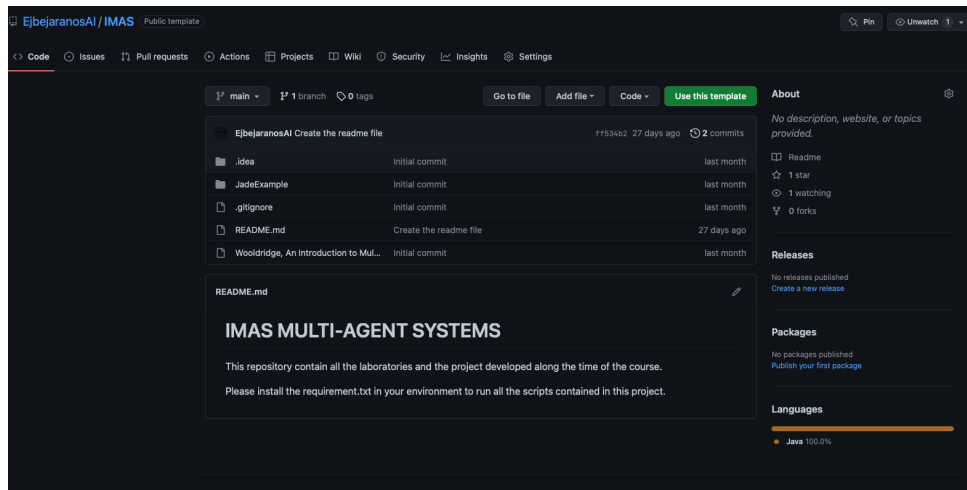 EjbejaranosAI / IMAS Public template
Pin
Unwatch 1
Code Issues Pull requests Actions Projects Wiki Security Insights Settings
main 1 branch 0 tags
Go to file Add file Code Use this template
EjbejaranosAI Create the readme file ff534b2 27 days ago 2 commits
.idea Initial commit last month
JadeExample Initial commit last month
.gitignore Initial commit last month
README.md Create the readme file 27 days ago
Wooldridge, An Introduction to Mul... Initial commit last month
README.md
IMAS MULTI-AGENT SYSTEMS
This repository contain all the laboratories and the project developed along the time of the course.
Please install the requirement.txt in your environment to run all the scripts contained in this project.
About
No description, website, or topics
provided.
Readme
1 star
1 watching
0 forks
Releases
No releases published
Create a new release
Packages
No packages published
Publish your first package
Languages
Java 100.0%